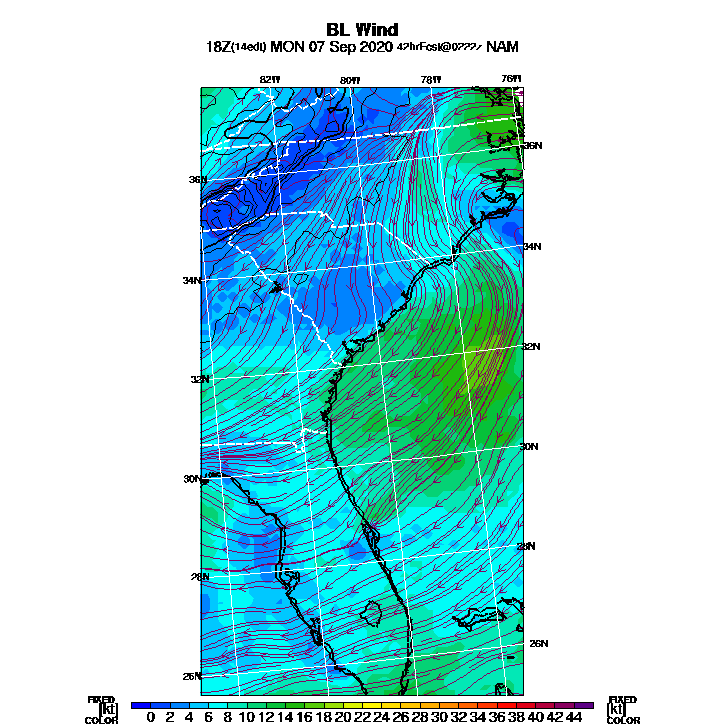 BL Wind
18Z(14edt) MON 07 Sep 2020 42hrFcst@0222z NAM
82W 80W 78W 76W
36N
36N
34N
34N
32N
32N
30N
30N
28N
28N
26N
26N
FIXED FIXED
[kt] 0 2 4 6 8 10 12 14 16 18 20 22 24 26 28 30 32 34 36 38 40 42 44 [kt]
COLOR COLOR